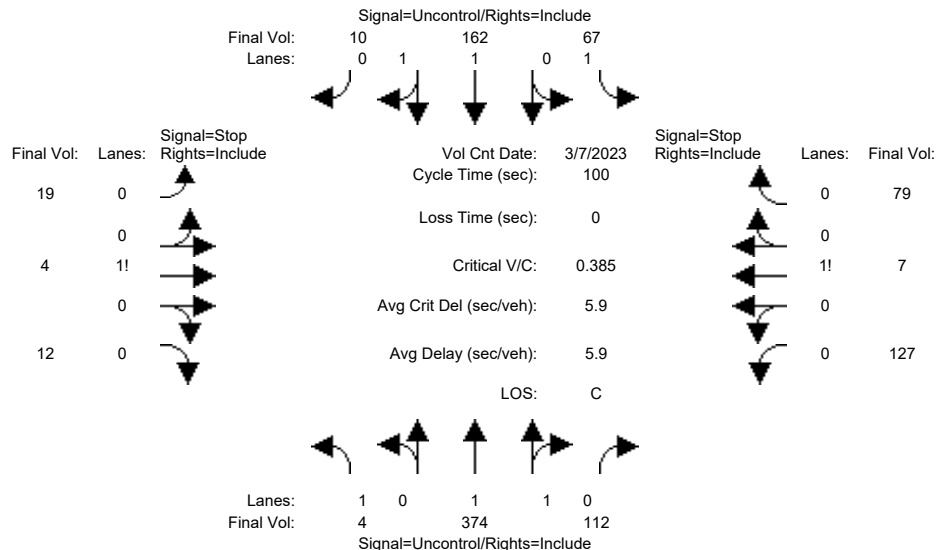 Signal=Uncontrol/Rights=Include
Final Vol: 10 162 67
Lanes: 0 1 1 0 1
Signal=Stop
Final Vol: Lanes: Rights=Include
Vol Cnt Date: 3/7/2023
Signal=Stop
Rights=Include Lanes: Final Vol:
Cycle Time (sec): 100
19 0
0 79
Loss Time (sec): 0
0
0
4 1!
Critical V/C: 0.385
1! 7
0
Avg Crit Del (sec/veh): 5.9
0
12 0
Avg Delay (sec/veh): 5.9
0 127
LOS: C
Lanes: 1 0 1 1 0
Final Vol: 4 374 112
Signal=Uncontrol/Rights=Include